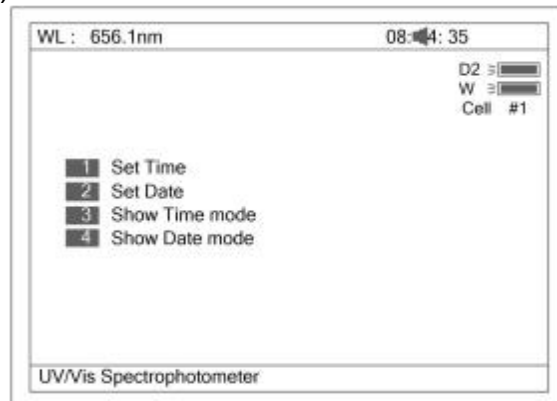 WL : 656.1nm 08: 4: 35
D2
W
Cell #1
1 Set Time
2 Set Date
3 Show Time mode
4 Show Date mode
UV/Vis Spectrophotometer